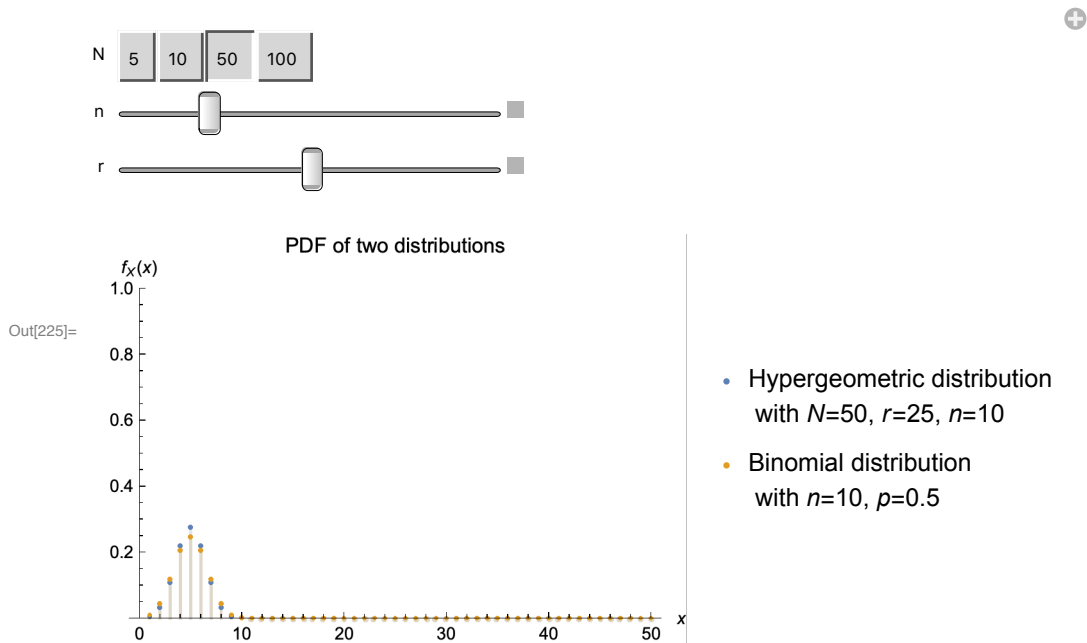 N 5 10 50 100
n
r
PDF of two distributions
fX(x)
1.0
Out[225]=
0.8
0.6
0.4
0.2
0 10 20 30 40 50 x
Hypergeometric distribution
with N=50, r=25, n=10
Binomial distribution
with n=10, p=0.5